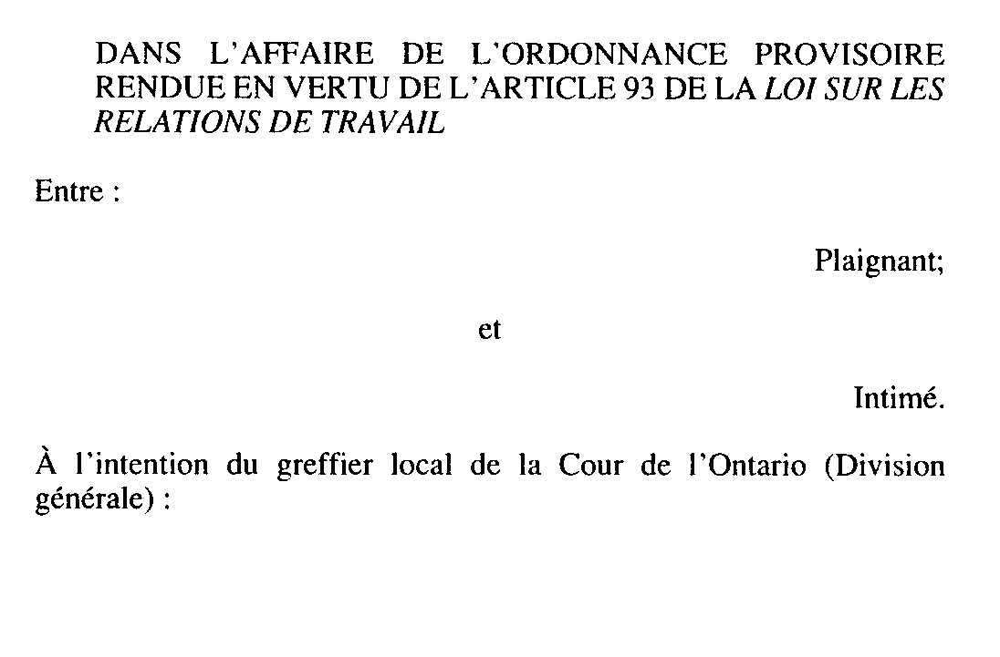 DANS L'AFFAIRE DE L'ORDONNANCE PROVISOIRE
RENDUE EN VERTU DE L'ARTICLE 93 DE LA LOI SUR LES
RELATIONS DE TRAVAIL
Entre :
Plaignant;
et
Intimé.
À l'intention du greffier local de la Cour de l'Ontario (Division
générale) :